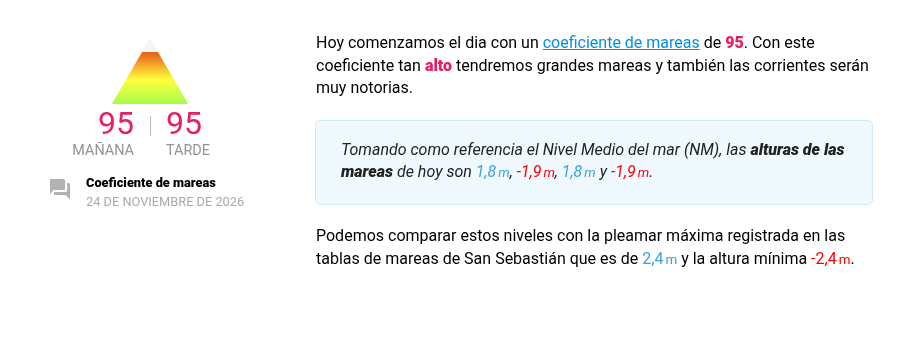 95 95
MAÑANA TARDE
Coeficiente de mareas
24 DE NOVIEMBRE DE 2026
Hoy comenzamos el dia con un coeficiente de mareas de 95. Con este
coeficiente tan alto tendremos grandes mareas y también las corrientes serán
muy notorias.
Tomando como referencia el Nivel Medio del mar (NM), las alturas de las
mareas de hoy son 1,8 m, -1,9 m, 1,8 m y -1,9 m.
Podemos comparar estos niveles con la pleamar máxima registrada en las
tablas de mareas de San Sebastián que es de 2,4 m y la altura mínima -2,4 m.